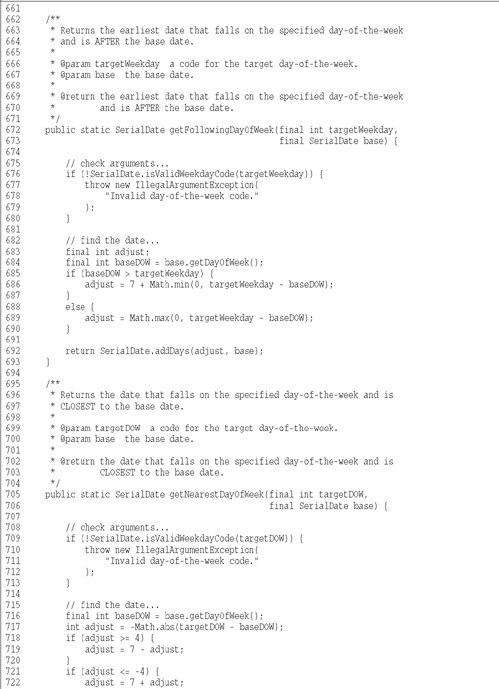 661
662 /**
663 * Returns the earliest date that falls on the specified day-of-the-week
664 * and is AFTER the base date.
665 *
666 * @param targetWeekday a code for the target day-of-the-week.
667 * @param base the base date.
668 *
669 * @return the earliest date that falls on the specified day-of-the-week
670 * and is AFTER the base date.
671 */
672 public static SerialDate getFollowingDayOfWeek(final int targetWeekday,
673 final SerialDate base) {
674
675 // check arguments...
676 if (!SerialDate.isValidWeekdayCode(targetWeekday)) {
677 throw new IllegalArgumentException(
678 "Invalid day-of-the-week code."
679 );
680 }
681
682 // find the date...
683 final int adjust;
684 final int baseDOW = base.getDayOfWeek();
685 if (baseDOW > targetWeekday) {
686 adjust = 7 + Math.min(0, targetWeekday - baseDOW);
687 }
688 else {
689 adjust = Math.max(0, targetWeekday - baseDOW);
690 }
691
692 return SerialDate.addDays(adjust, base);
693 }
694
695 /**
696 * Returns the date that falls on the specified day-of-the-week and is
697 * CLOSEST to the base date.
698 *
699 * @param targetDOW a code for the target day-of-the-week.
700 * @param base the base date.
701 *
702 * @return the date that falls on the specified day-of-the-week and is
703 * CLOSEST to the base date.
704 */
705 public static SerialDate getNearestDayOfWeek(final int targetDOW,
706 final SerialDate base) {
707
708 // check arguments...
709 if (!SerialDate.isValidWeekdayCode(targetDOW)) {
710 throw new IllegalArgumentException(
711 "Invalid day-of-the-week code."
712 );
713 }
714
715 // find the date...
716 final int baseDOW = base.getDayOfWeek();
717 int adjust = -Math.abs(targetDOW - baseDOW);
718 if (adjust >= 4) {
719 adjust = 7 - adjust;
720 }
721 if (adjust <= -4) {
722 adjust = 7 + adjust;